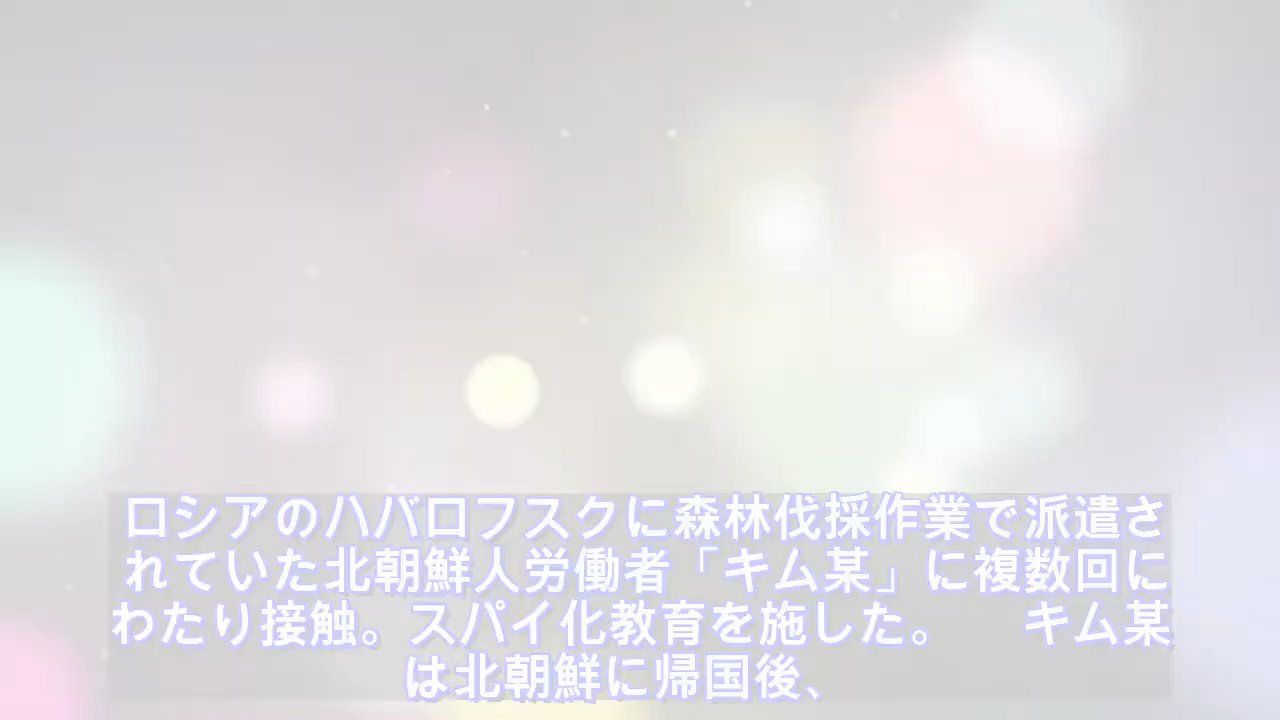 ロシアのハバロフスクに森林伐採作業で派遣さ
れていた北朝鮮人労働者「キム某」に複数回に
わたり接触。スパイ化教育を施した。　キム某
は北朝鮮に帰国後、